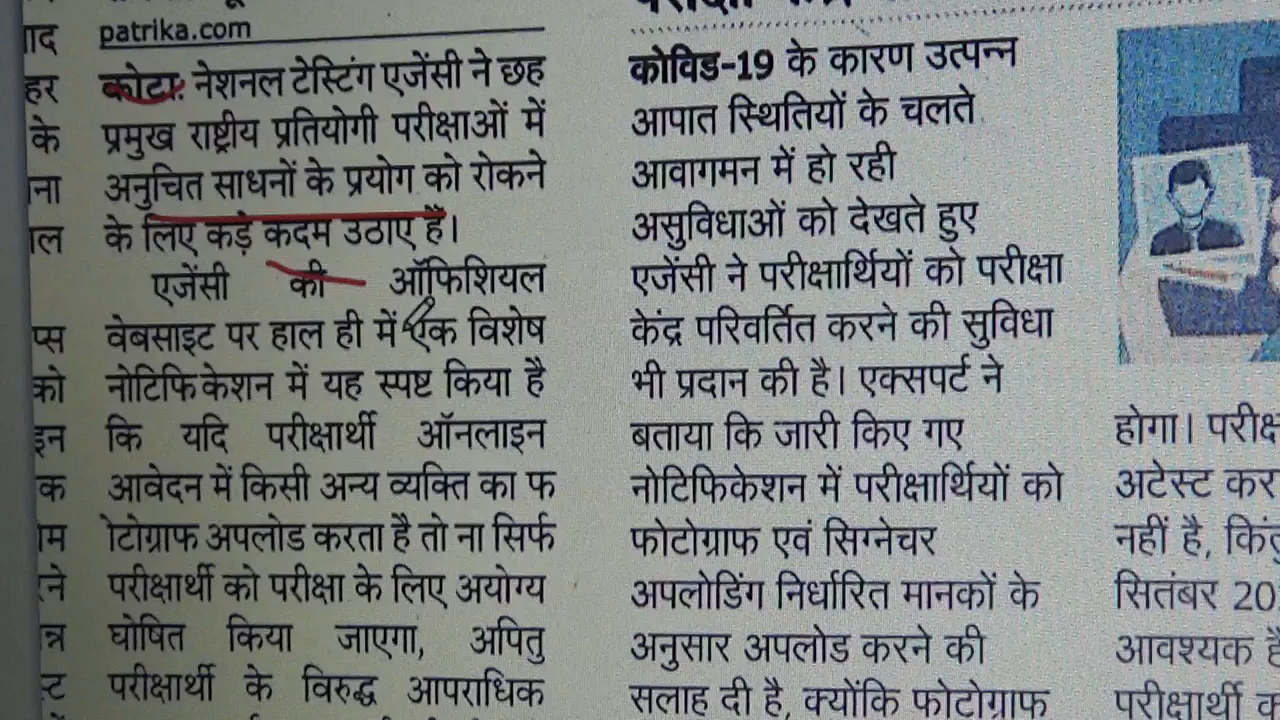 patrika.com
कोटा. नेशनल टेस्टिंग एजेंसी ने छह
प्रमुख राष्ट्रीय प्रतियोगी परीक्षाओं में
अनुचित साधनों के प्रयोग को रोकने
के लिए कड़े कदम उठाए है।
एजेंसी की ऑफिशियल
वेबसाइट पर हाल ही में एक विशेष
नोटिफिकेशन में यह स्पष्ट किया है
कि यदि परीक्षार्थी ऑनलाइन
आवेदन में किसी अन्य व्यक्ति का फ
ोटोग्राफ अपलोड करता है तो ना सिर्फ
परीक्षार्थी को परीक्षा के लिए अयोग्य
घोषित किया जाएगा, अपितु
परीक्षार्थी के विरुद्ध आपराधिक
कोविड-19 के कारण उत्पन्न
आपात स्थितियों के चलते
आवागमन में हो रही
असुविधाओं को देखते हुए
एजेंसी ने परीक्षार्थियों को परीक्षा
केंद्र परिवर्तित करने की सुविधा
भी प्रदान की है। एक्सपर्ट ने
बताया कि जारी किए गए
नोटिफिकेशन में परीक्षार्थियों को
फोटोग्राफ एवं सिग्नेचर
अपलोडिंग निर्धारित मानकों के
अनुसार अपलोड करने की
सलाह दी है, क्योंकि फोटोग्राफ
होगा। परीक्ष
अटेस्ट कर
नहीं है, किंतु
सितंबर 20
आवश्यक है
परीक्षार्थी